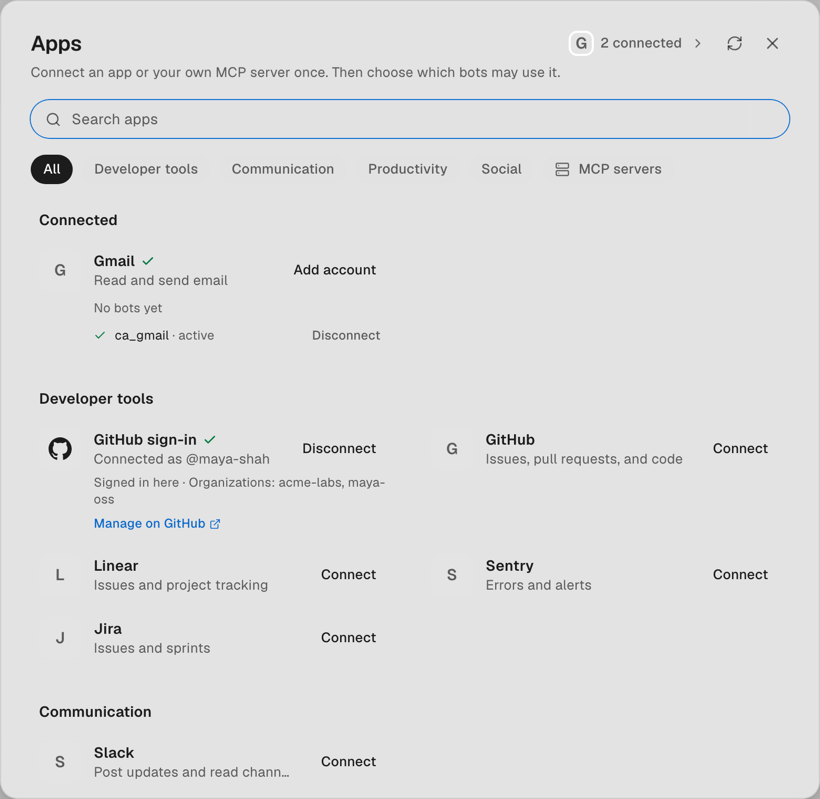 Apps
G 2 connected
Connect an app or your own MCP server once. Then choose which bots may use it.
Search apps
All Developer tools Communication Productivity Social MCP servers
Connected
G
Gmail
Add account
Read and send email
No bots yet
ca_gmail · active Disconnect
Developer tools
GitHub sign-in
Disconnect
Connected as @maya-shah
Signed in here · Organizations: acme-labs, maya-
oss
Manage on GitHub
G
GitHub
Connect
Issues, pull requests, and code
L
Linear
Connect
Issues and project tracking
S
Sentry
Connect
Errors and alerts
J
Jira
Connect
Issues and sprints
Communication
S
Slack
Connect
Post updates and read chann...